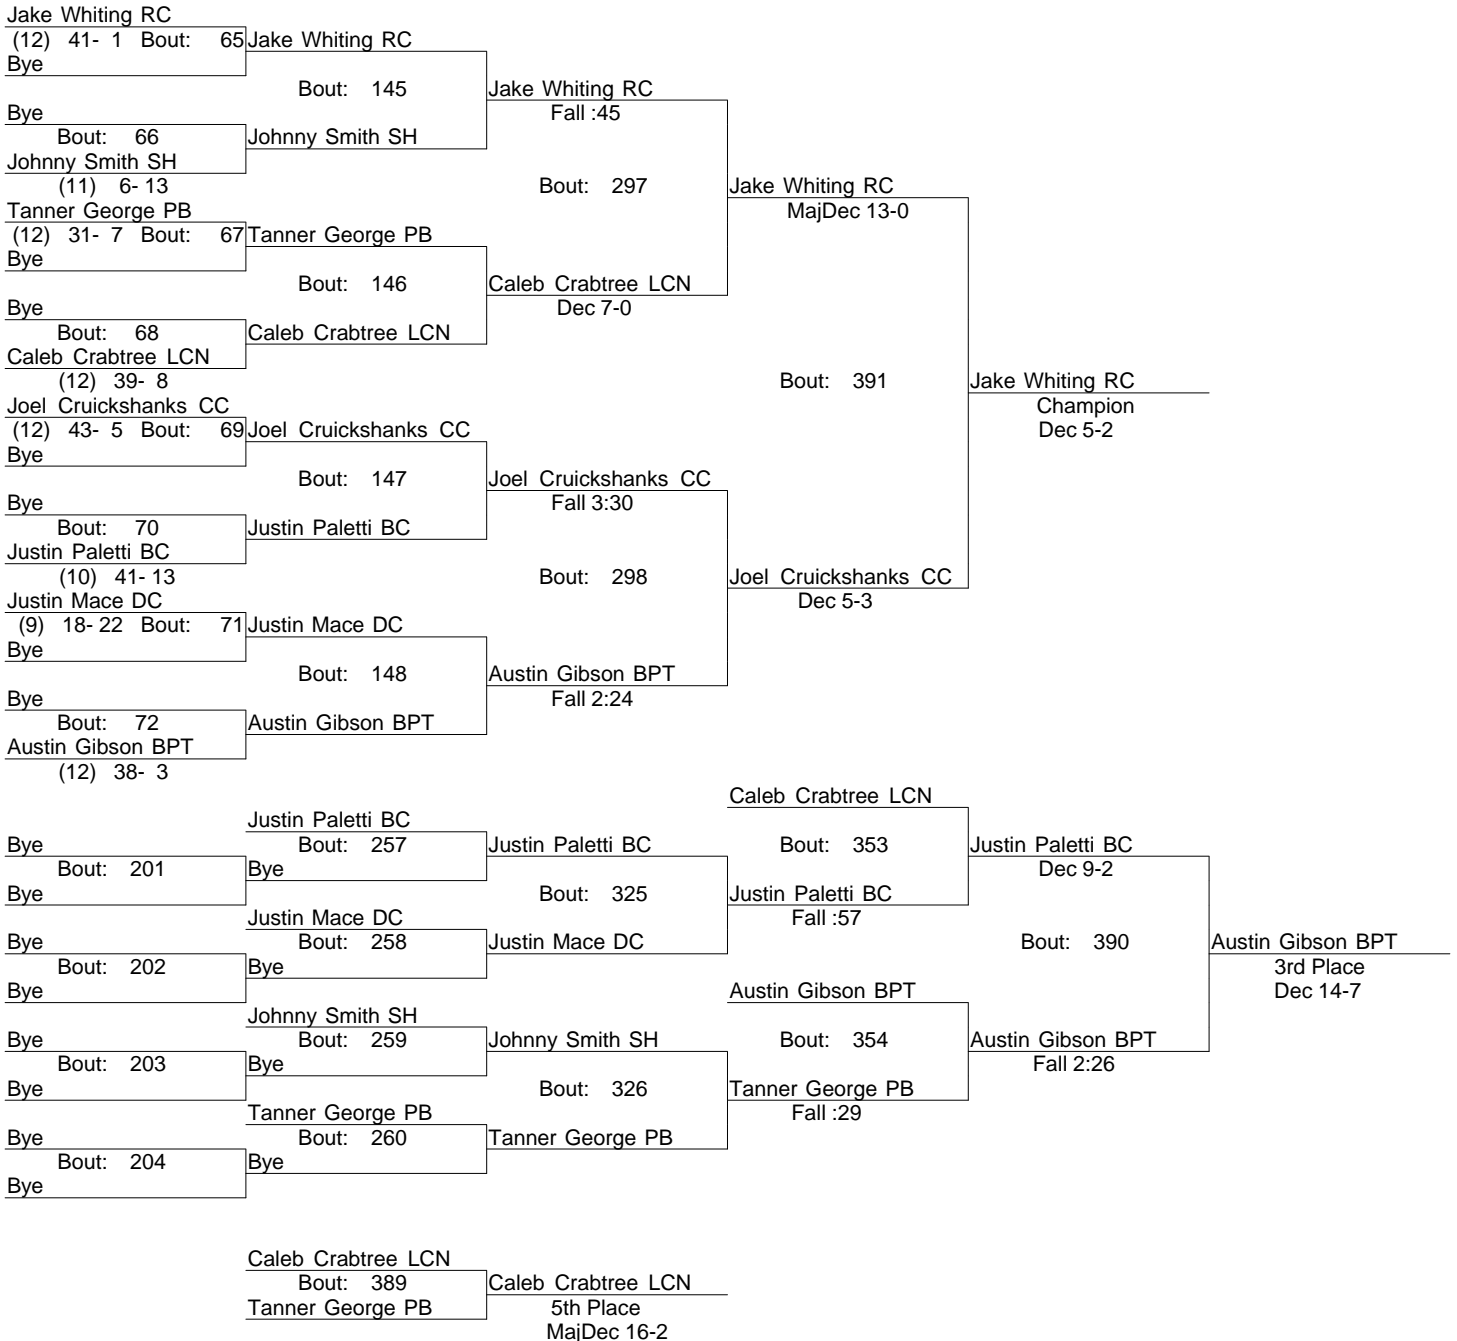 Jake Whiting RC
(12) 41- 1 Bout: 65 Jake Whiting RC
Bye
Bout: 145 Jake Whiting RC
Bye Fall :45
Bout: 66 Johnny Smith SH
Johnny Smith SH
(11) 6- 13 Bout: 297 Jake Whiting RC
Tanner George PB MajDec 13-0
(12) 31- 7 Bout: 67 Tanner George PB
Bye
Bout: 146 Caleb Crabtree LCN
Bye Dec 7-0
Bout: 68 Caleb Crabtree LCN
Caleb Crabtree LCN
(12) 39- 8 Bout: 391 Jake Whiting RC
Joel Cruickshanks CC Champion
(12) 43- 5 Bout: 69 Joel Cruickshanks CC Dec 5-2
Bye
Bout: 147 Joel Cruickshanks CC
Bye Fall 3:30
Bout: 70 Justin Paletti BC
Justin Paletti BC
(10) 41- 13 Bout: 298 Joel Cruickshanks CC
Justin Mace DC Dec 5-3
(9) 18- 22 Bout: 71 Justin Mace DC
Bye
Bout: 148 Austin Gibson BPT
Bye Fall 2:24
Bout: 72 Austin Gibson BPT
Austin Gibson BPT
(12) 38- 3
Caleb Crabtree LCN
Justin Paletti BC
Bye Bout: 257 Justin Paletti BC Bout: 353 Justin Paletti BC
Bout: 201 Bye Dec 9-2
Bye Bout: 325 Justin Paletti BC
Justin Mace DC Fall :57
Bye Bout: 258 Justin Mace DC Bout: 390 Austin Gibson BPT
Bout: 202 Bye 3rd Place
Bye Austin Gibson BPT Dec 14-7
Johnny Smith SH
Bye Bout: 259 Johnny Smith SH Bout: 354 Austin Gibson BPT
Bout: 203 Bye Fall 2:26
Bye Bout: 326 Tanner George PB
Tanner George PB Fall :29
Bye Bout: 260 Tanner George PB
Bout: 204 Bye
Bye
Caleb Crabtree LCN
Bout: 389 Caleb Crabtree LCN
Tanner George PB 5th Place
MajDec 16-2